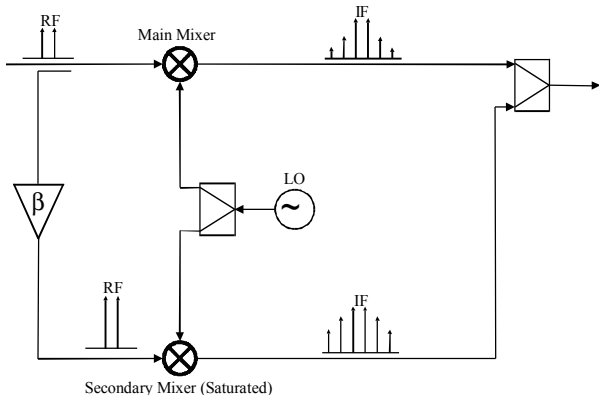 RF
IF
Main Mixer
LO
~
β
RF
IF
Secondary Mixer (Saturated)